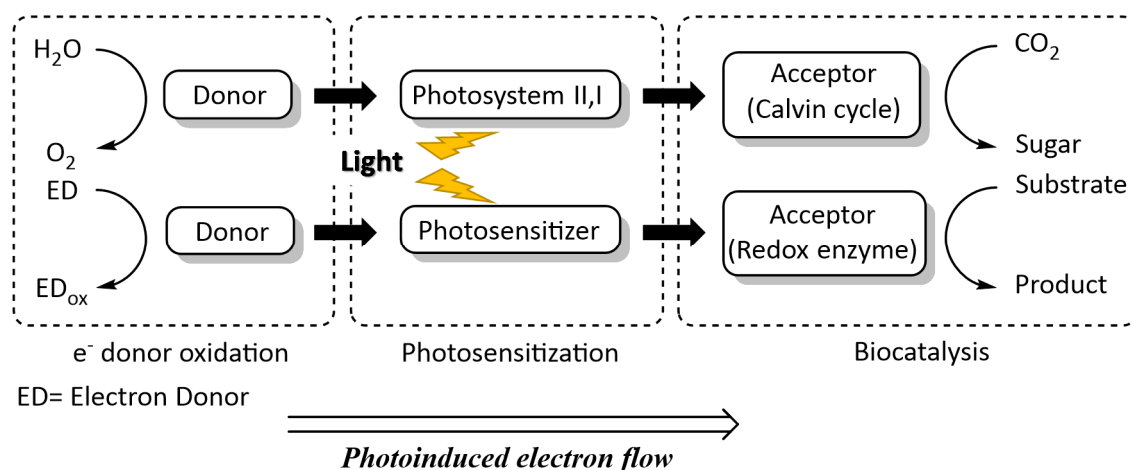 H₂O
Donor
Photosystem II,I
Acceptor
(Calvin cycle)
CO₂
O₂
Light
Sugar
ED
Donor
Photosensitizer
Acceptor
(Redox enzyme)
Substrate
EDₒₓ
Product
e⁻ donor oxidation
Photosensitization
Biocatalysis
ED= Electron Donor
Photoinduced electron flow